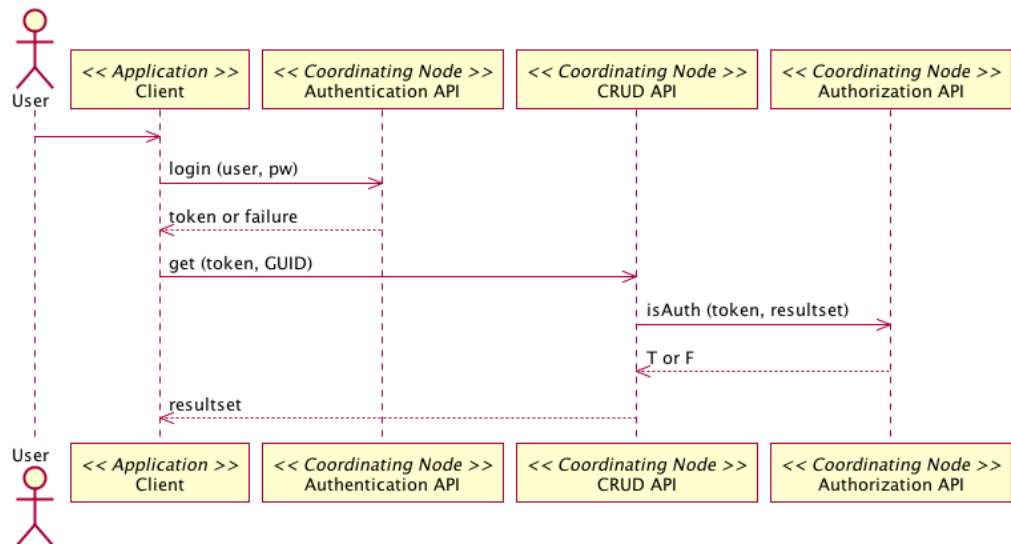 << Application >>
Client
<< Coordinating Node >>
Authentication API
<< Coordinating Node >>
CRUD API
<< Coordinating Node >>
Authorization API
User
login (user, pw)
token or failure
get (token, GUID)
isAuth (token, resultset)
T or F
resultset
User
<< Application >>
Client
<< Coordinating Node >>
Authentication API
<< Coordinating Node >>
CRUD API
<< Coordinating Node >>
Authorization API